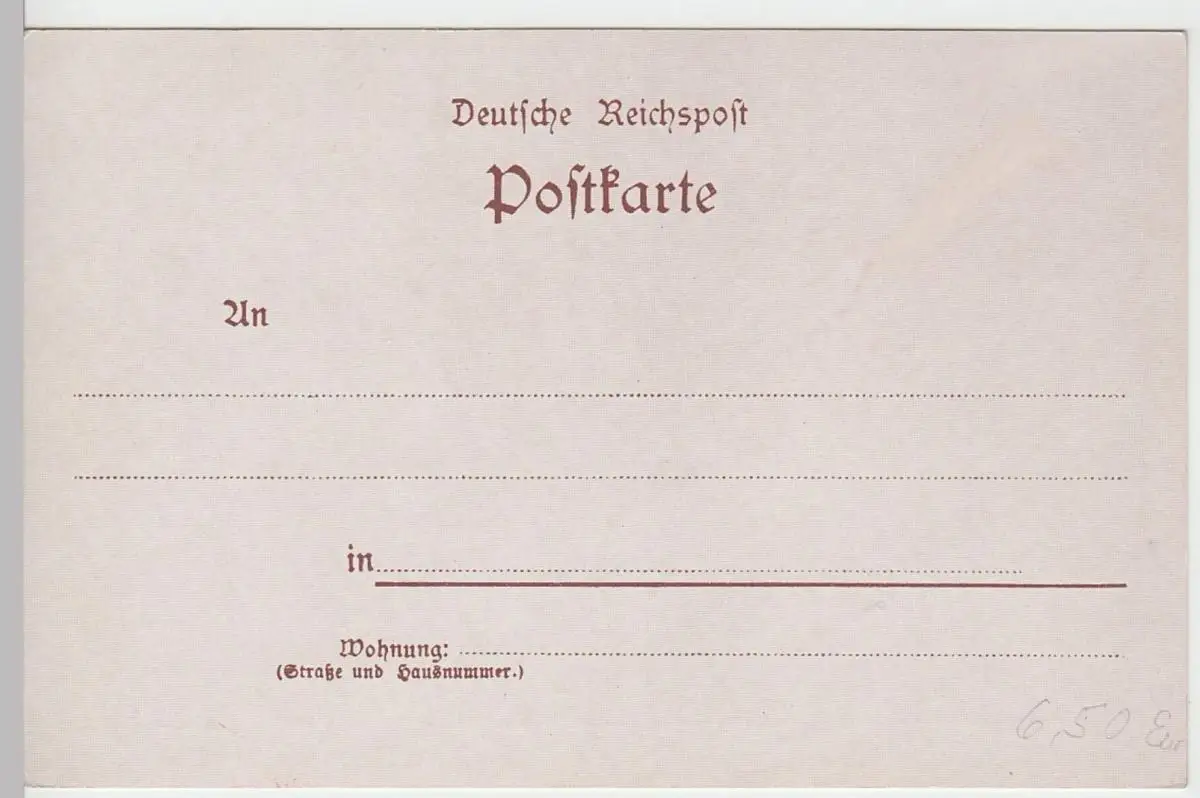 Deutsche Reichspost
Postkarte
An
in
Wohnung:
(Straße und Hausnummer.)
6,50 Eur